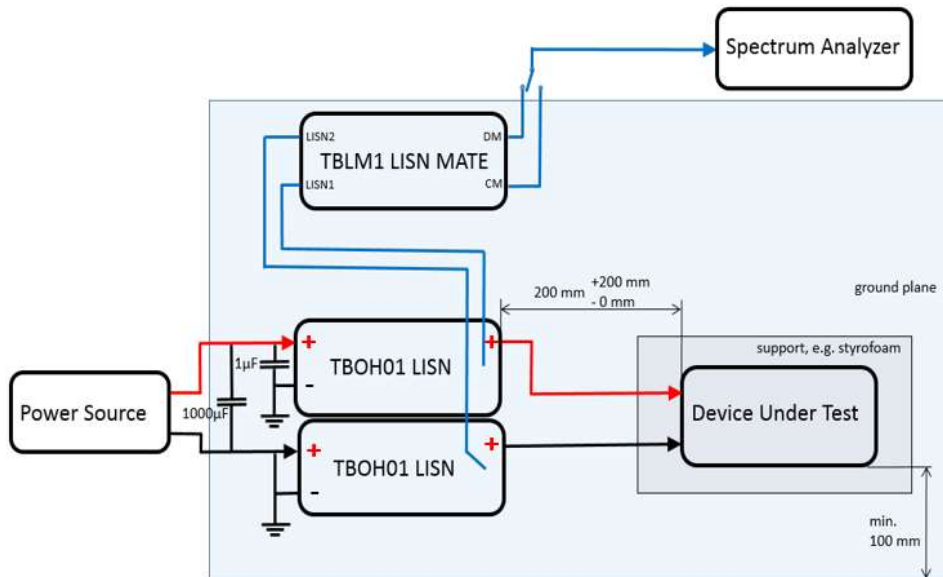 Spectrum Analyzer
LISN2
DM
TBLM1 LISN MATE
LISN1
CM
200 mm +200 mm
- 0 mm
ground plane
support, e.g. styrofoam
+
+
1µF
TBOH01 LISN
-
Power Source
1000µF
Device Under Test
+
+
TBOH01 LISN
-
min.
100 mm